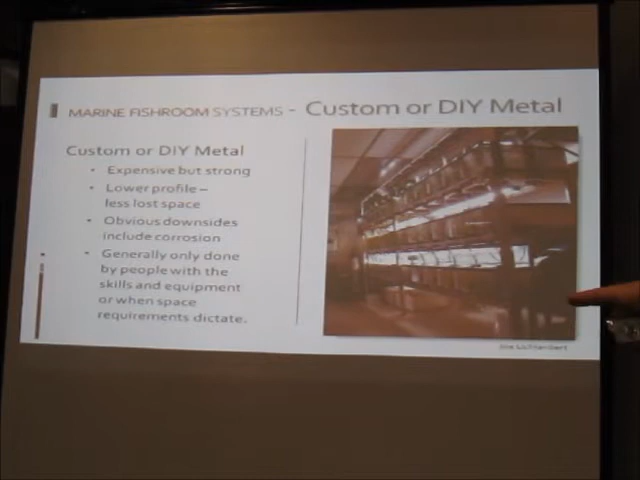 MARINE FISHROOM SYSTEMS - Custom or DIY Metal
Custom or DIY Metal
• Expensive but strong
• Lower profile –
less lost space
• Obvious downsides
include corrosion
• Generally only done
by people with the
skills and equipment
or when space
requirements dictate.